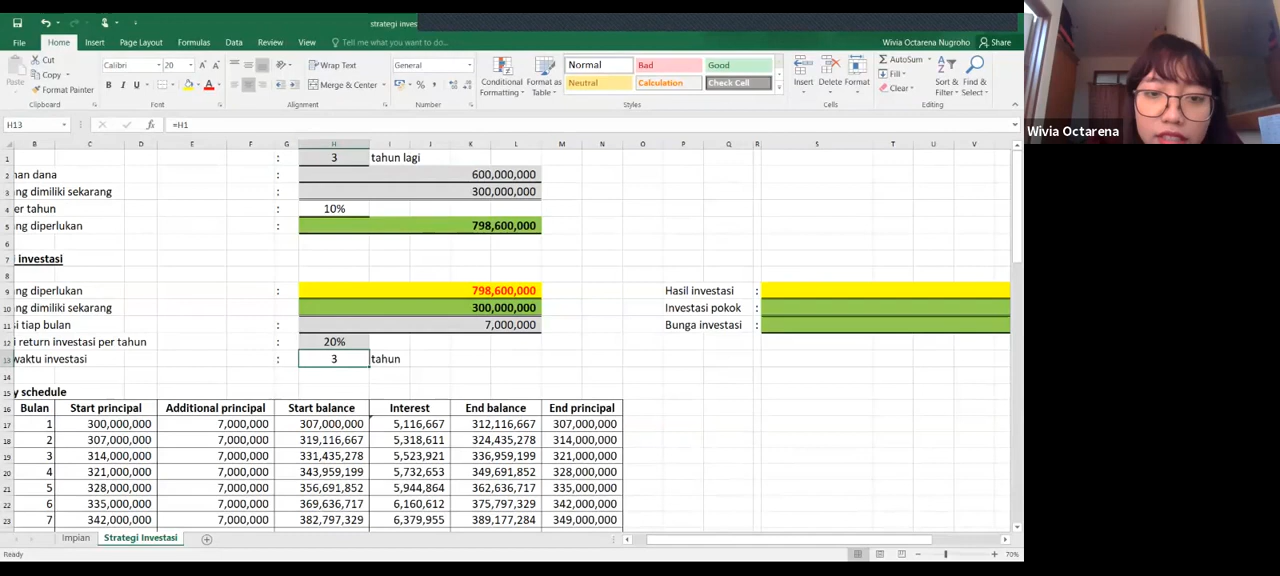 strategi inves
File Home Insert Page Layout Formulas Data Review View Tell me what you want to do... Wivia Octarena Nugroho Share
Cut
Copy
Format Painter
Paste
Clipboard
Calibri 20
B I U
Font
Wrap Text
Merge & Center
Alignment
General
Number
Conditional Formatting
Format as Table
Normal Bad Good
Neutral Calculation Check Cell
Styles
Insert Delete Format
Cells
AutoSum
Fill
Clear
Sort & Filter
Find & Select
Editing
Wivia Octarena
H13 fx =H1
B C D E F G H I J K L M N O P Q R S T U V
1 : 3 tahun lagi
2 nan dana : 600,000,000
3 ng dimiliki sekarang : 300,000,000
4 er tahun : 10%
5 ng diperlukan : 798,600,000
6
7 investasi
8
9 ng diperlukan : 798,600,000 Hasil investasi :
10 ng dimiliki sekarang 300,000,000 Investasi pokok :
11 si tiap bulan : 7,000,000 Bunga investasi :
12 i return investasi per tahun : 20%
13 waktu investasi : 3 tahun
14
15 y schedule
16 Bulan Start principal Additional principal Start balance Interest End balance End principal
17 1 300,000,000 7,000,000 307,000,000 5,116,667 312,116,667 307,000,000
18 2 307,000,000 7,000,000 319,116,667 5,318,611 324,435,278 314,000,000
19 3 314,000,000 7,000,000 331,435,278 5,523,921 336,959,199 321,000,000
20 4 321,000,000 7,000,000 343,959,199 5,732,653 349,691,852 328,000,000
21 5 328,000,000 7,000,000 356,691,852 5,944,864 362,636,717 335,000,000
22 6 335,000,000 7,000,000 369,636,717 6,160,612 375,797,329 342,000,000
23 7 342,000,000 7,000,000 382,797,329 6,379,955 389,177,284 349,000,000
Impian Strategi Investasi
Ready 70%